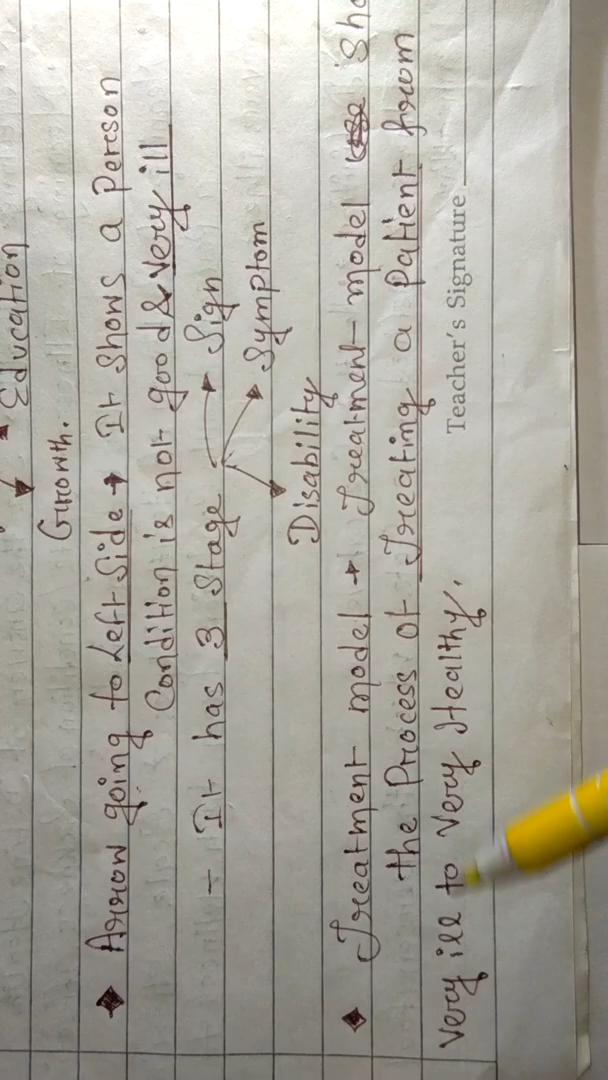 Education
Growth.
◆ Arrow going to Left Side → It shows a person
Condition is not good & very ill
- It has 3 Stage → Sign
→ Symptom
→ Disability
◆ Treatment model → Treatment model Sho
the Process of Treating a Patient from
Very ill to Very Healthy.
Teacher's Signature